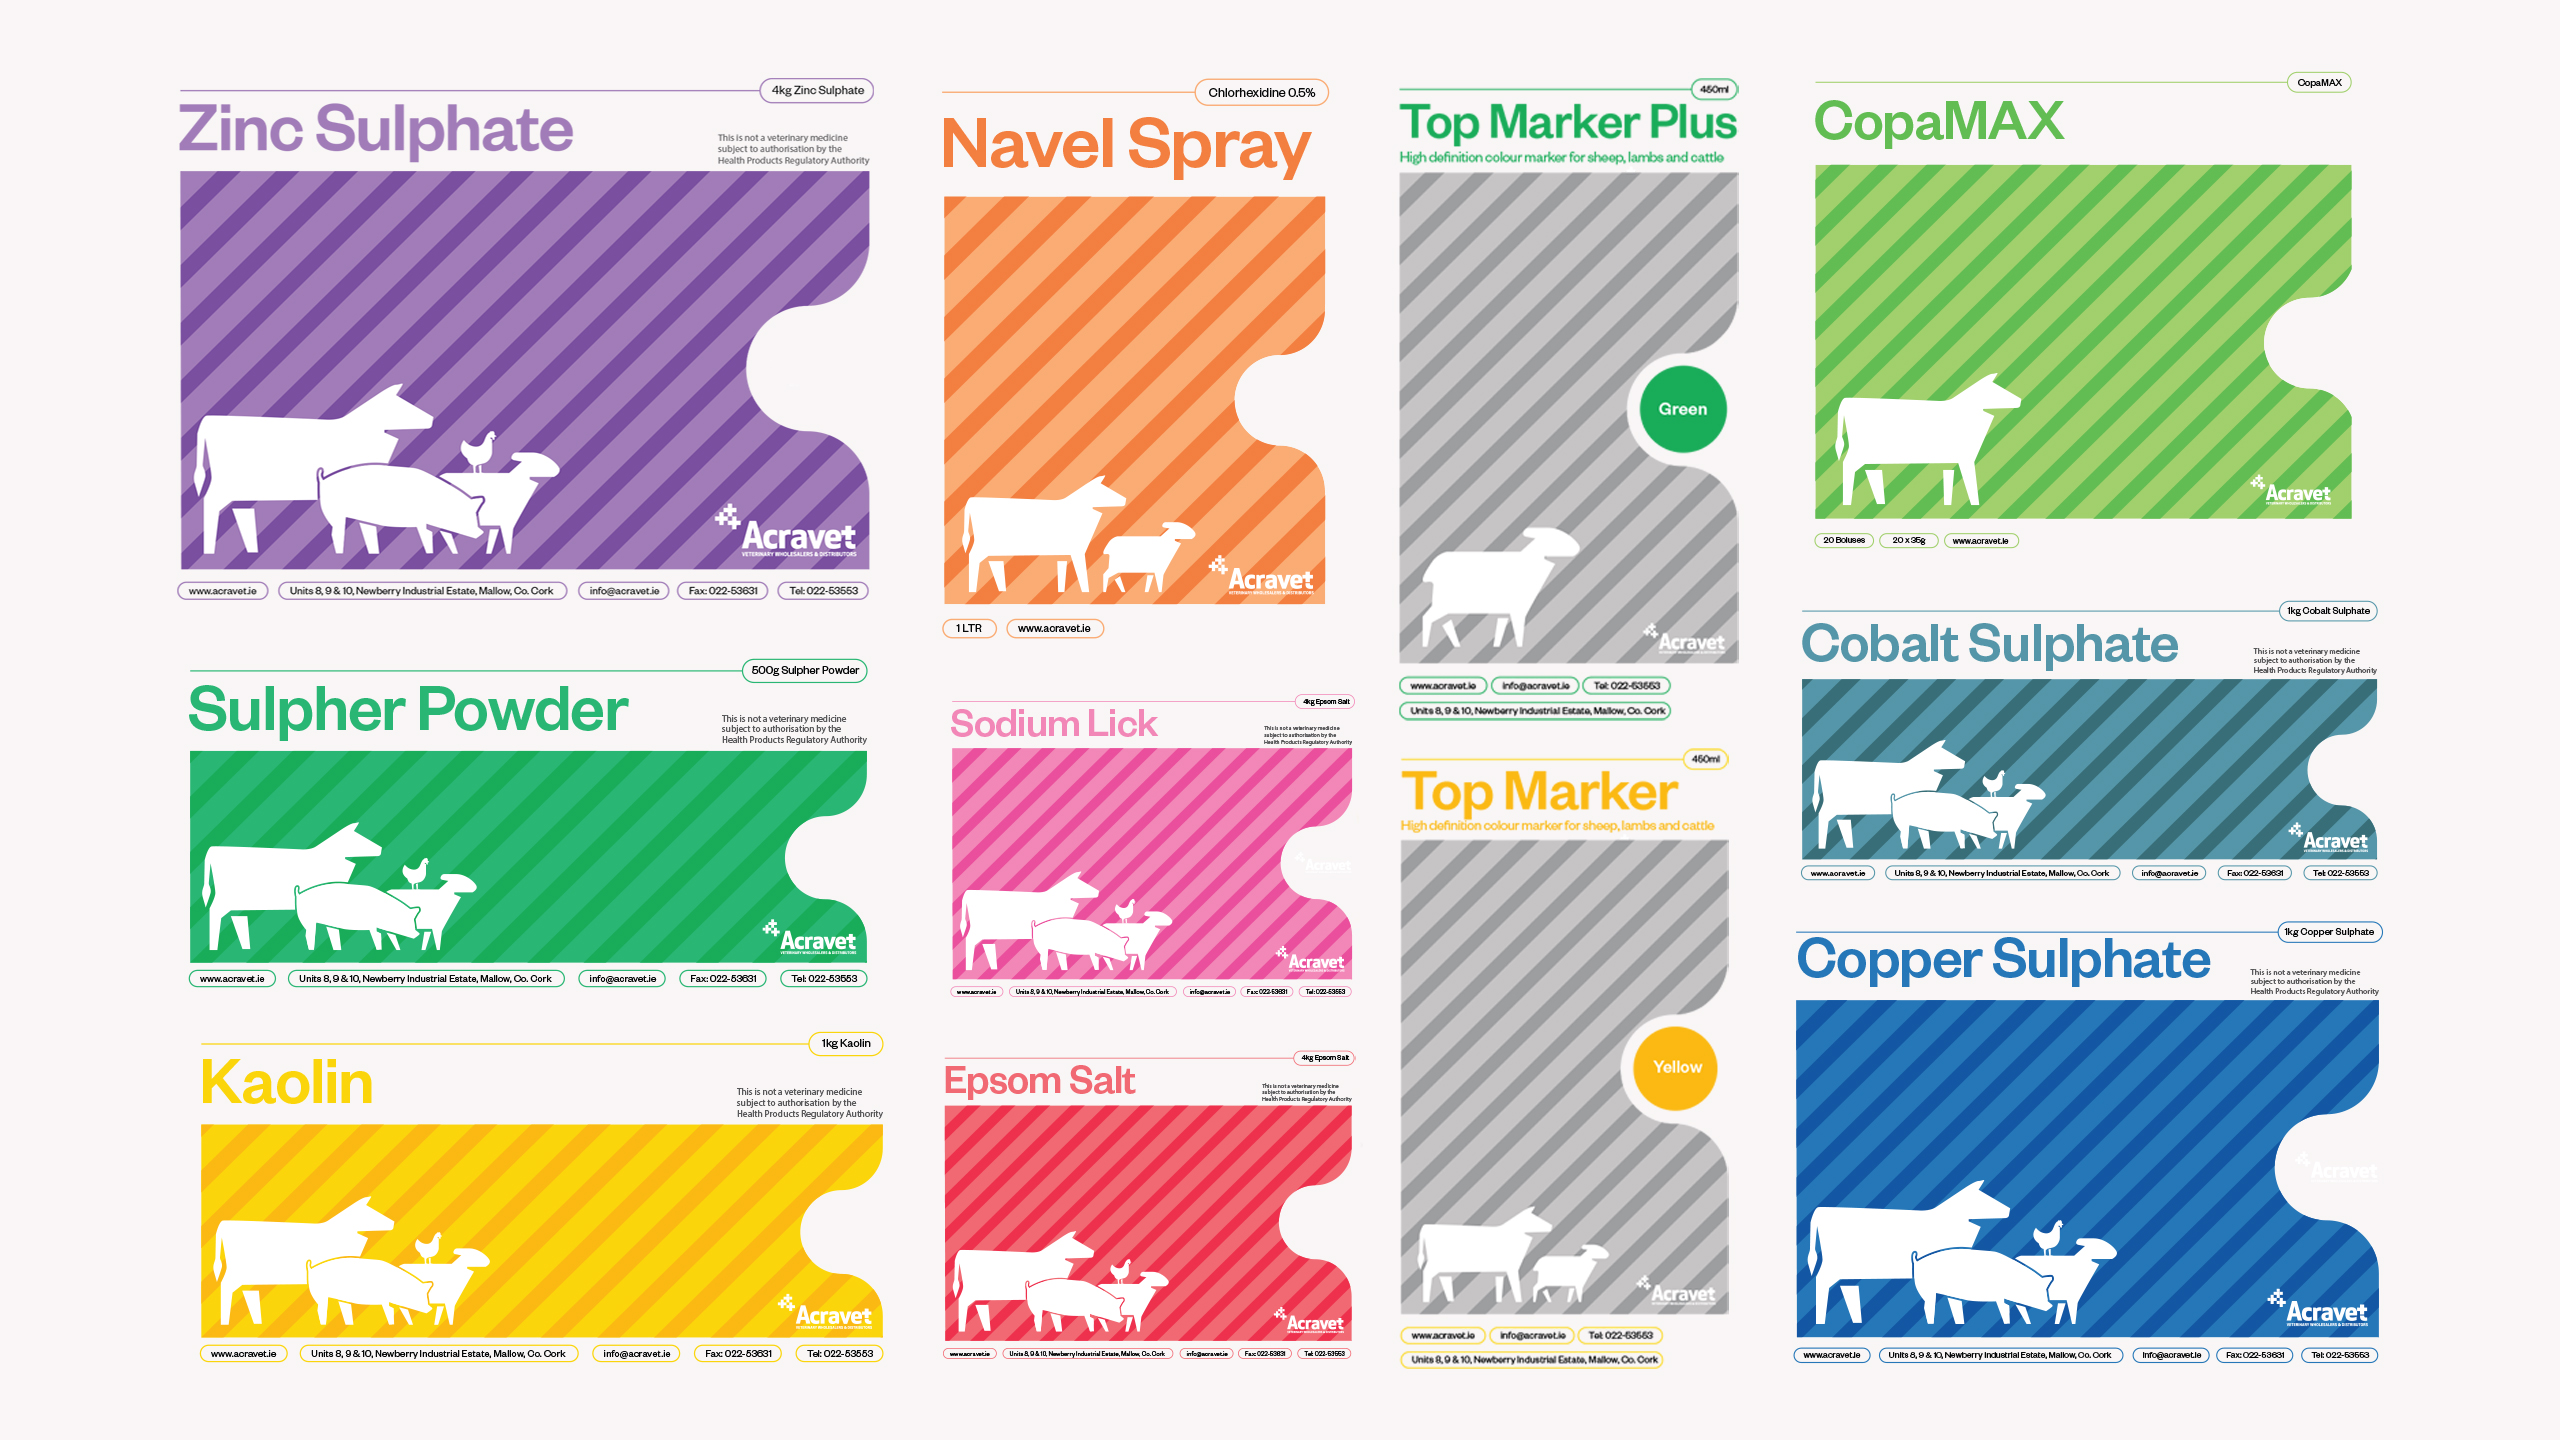 4kg Zinc Sulphate
Zinc Sulphate
This is not a veterinary medicine
subject to authorisation by the
Health Products Regulatory Authority
Acravet
VETERINARY WHOLESALERS & DISTRIBUTORS
www.acravet.ie
Units 8, 9 & 10, Newberry Industrial Estate, Mallow, Co. Cork
info@acravet.ie
Fax: 022-53631
Tel: 022-53553
500g Sulpher Powder
Sulpher Powder
This is not a veterinary medicine
subject to authorisation by the
Health Products Regulatory Authority
Acravet
VETERINARY WHOLESALERS & DISTRIBUTORS
www.acravet.ie
Units 8, 9 & 10, Newberry Industrial Estate, Mallow, Co. Cork
info@acravet.ie
Fax: 022-53631
Tel: 022-53553
1kg Kaolin
Kaolin
This is not a veterinary medicine
subject to authorisation by the
Health Products Regulatory Authority
Acravet
VETERINARY WHOLESALERS & DISTRIBUTORS
www.acravet.ie
Units 8, 9 & 10, Newberry Industrial Estate, Mallow, Co. Cork
info@acravet.ie
Fax: 022-53631
Tel: 022-53553
Chlorhexidine 0.5%
Navel Spray
Acravet
VETERINARY WHOLESALERS & DISTRIBUTORS
1 LTR
www.acravet.ie
4kg Epsom Salt
Sodium Lick
This is not a veterinary medicine
subject to authorisation by the
Health Products Regulatory Authority
Acravet
Acravet
www.acravet.ie
Units 8, 9 & 10, Newberry Industrial Estate, Mallow, Co. Cork
info@acravet.ie
Fax: 022-53631
Tel: 022-53553
4kg Epsom Salt
Epsom Salt
This is not a veterinary medicine
subject to authorisation by the
Health Products Regulatory Authority
Acravet
www.acravet.ie
Units 8, 9 & 10, Newberry Industrial Estate, Mallow, Co. Cork
info@acravet.ie
Fax: 022-53631
Tel: 022-53553
450ml
Top Marker Plus
High definition colour marker for sheep, lambs and cattle
Green
Acravet
www.acravet.ie
info@acravet.ie
Tel: 022-53553
Units 8, 9 & 10, Newberry Industrial Estate, Mallow, Co. Cork
450ml
Top Marker
High definition colour marker for sheep, lambs and cattle
Yellow
Acravet
www.acravet.ie
info@acravet.ie
Tel: 022-53553
Units 8, 9 & 10, Newberry Industrial Estate, Mallow, Co. Cork
CopaMAX
CopaMAX
Acravet
VETERINARY WHOLESALERS & DISTRIBUTORS
20 Boluses
20 x 35g
www.acravet.ie
1kg Cobalt Sulphate
Cobalt Sulphate
This is not a veterinary medicine
subject to authorisation by the
Health Products Regulatory Authority
Acravet
VETERINARY WHOLESALERS & DISTRIBUTORS
www.acravet.ie
Units 8, 9 & 10, Newberry Industrial Estate, Mallow, Co. Cork
info@acravet.ie
Fax: 022-53631
Tel: 022-53553
1kg Copper Sulphate
Copper Sulphate
This is not a veterinary medicine
subject to authorisation by the
Health Products Regulatory Authority
Acravet
Acravet
VETERINARY WHOLESALERS & DISTRIBUTORS
www.acravet.ie
Units 8, 9 & 10, Newberry Industrial Estate, Mallow, Co. Cork
info@acravet.ie
Fax: 022-53631
Tel: 022-53553